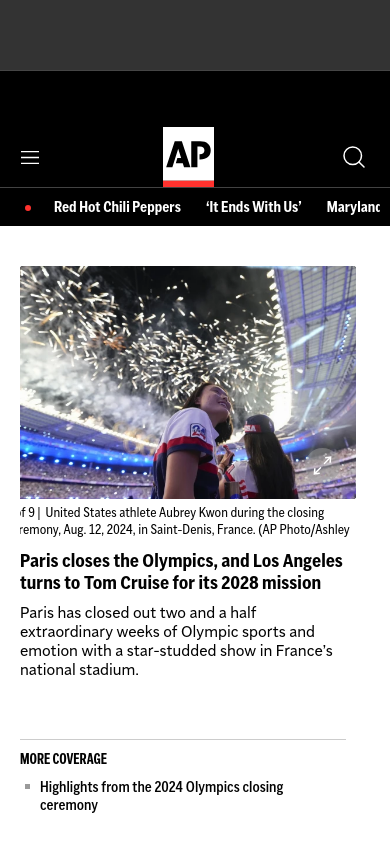 AP
Red Hot Chili Peppers ‘It Ends With Us’ Maryland
of 9 | United States athlete Aubrey Kwon during the closing
ceremony, Aug. 12, 2024, in Saint-Denis, France. (AP Photo/Ashley
Paris closes the Olympics, and Los Angeles
turns to Tom Cruise for its 2028 mission
Paris has closed out two and a half
extraordinary weeks of Olympic sports and
emotion with a star-studded show in France’s
national stadium.
MORE COVERAGE
Highlights from the 2024 Olympics closing
ceremony